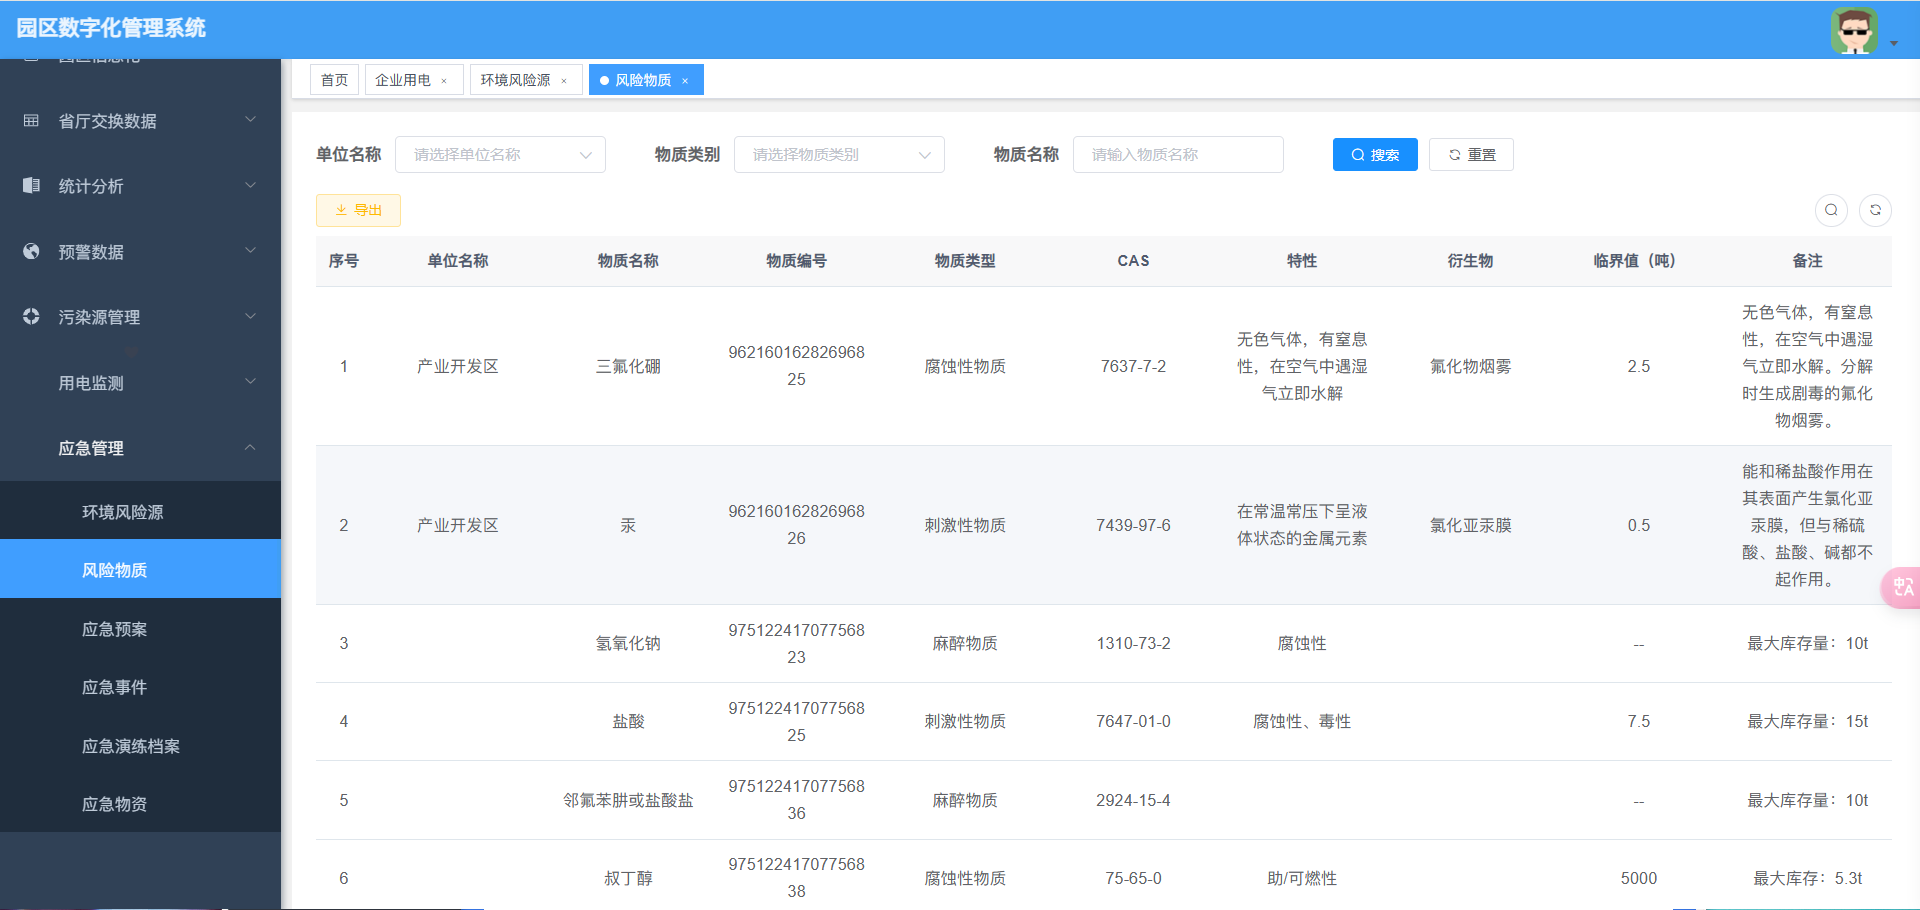 园区数字化管理系统
首页
企业用电 ×
环境风险源 ×
风险物质 ×
省厅交换数据
统计分析
预警数据
污染源管理
用电监测
应急管理
环境风险源
风险物质
应急预案
应急事件
应急演练档案
应急物资
单位名称 请选择单位名称 物质类别 请选择物质类别 物质名称 请输入物质名称 搜索 重置
导出
序号 单位名称 物质名称 物质编号 物质类型 CAS 特性 衍生物 临界值（吨） 备注
1 产业开发区 三氟化硼
962160162826968
25
腐蚀性物质 7637-7-2
无色气体，有窒息
性，在空气中遇湿
气立即水解
氟化物烟雾 2.5
无色气体，有窒息
性，在空气中遇湿
气立即水解。分解
时生成剧毒的氟化
物烟雾。
2 产业开发区 汞
962160162826968
26
刺激性物质 7439-97-6
在常温常压下呈液
体状态的金属元素
氯化亚汞膜 0.5
能和稀盐酸作用在
其表面产生氯化亚
汞膜，但与稀硫
酸、盐酸、碱都不
起作用。
3 氢氧化钠
975122417077568
23
麻醉物质 1310-73-2 腐蚀性 -- 最大库存量：10t
4 盐酸
975122417077568
25
刺激性物质 7647-01-0 腐蚀性、毒性 7.5 最大库存量：15t
5 邻氟苯肼或盐酸盐
975122417077568
36
麻醉物质 2924-15-4 -- 最大库存量：10t
6 叔丁醇
975122417077568
38
腐蚀性物质 75-65-0 助/可燃性 5000 最大库存：5.3t
中A